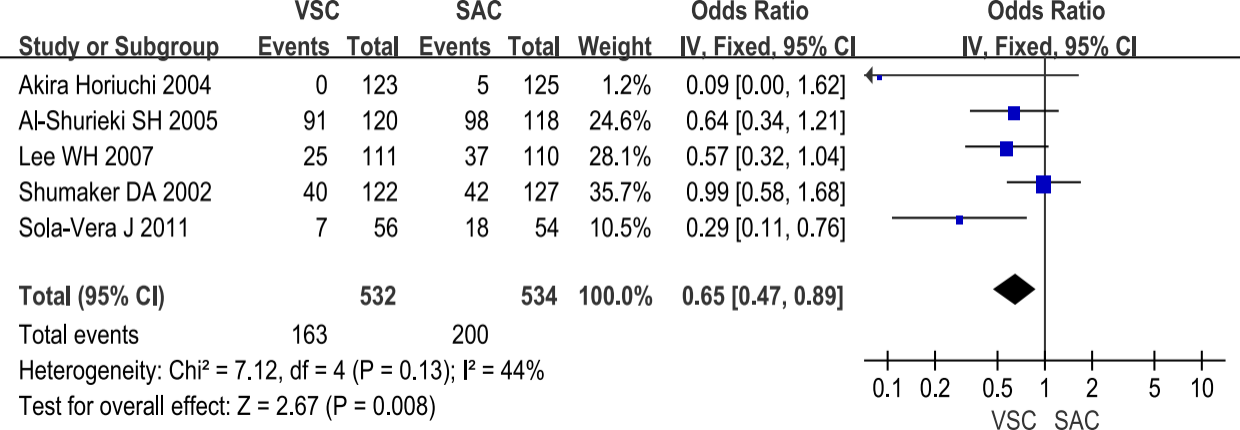 VSC SAC Odds Ratio Odds Ratio
Study or Subgroup Events Total Events Total Weight IV, Fixed, 95% CI IV, Fixed, 95% CI
Akira Horiuchi 2004 0 123 5 125 1.2% 0.09 [0.00, 1.62]
Al-Shurieki SH 2005 91 120 98 118 24.6% 0.64 [0.34, 1.21]
Lee WH 2007 25 111 37 110 28.1% 0.57 [0.32, 1.04]
Shumaker DA 2002 40 122 42 127 35.7% 0.99 [0.58, 1.68]
Sola-Vera J 2011 7 56 18 54 10.5% 0.29 [0.11, 0.76]
Total (95% CI) 532 534 100.0% 0.65 [0.47, 0.89]
Total events 163 200
Heterogeneity: Chi² = 7.12, df = 4 (P = 0.13); I² = 44%
Test for overall effect: Z = 2.67 (P = 0.008)
0.1 0.2 0.5 1 2 5 10
VSC SAC